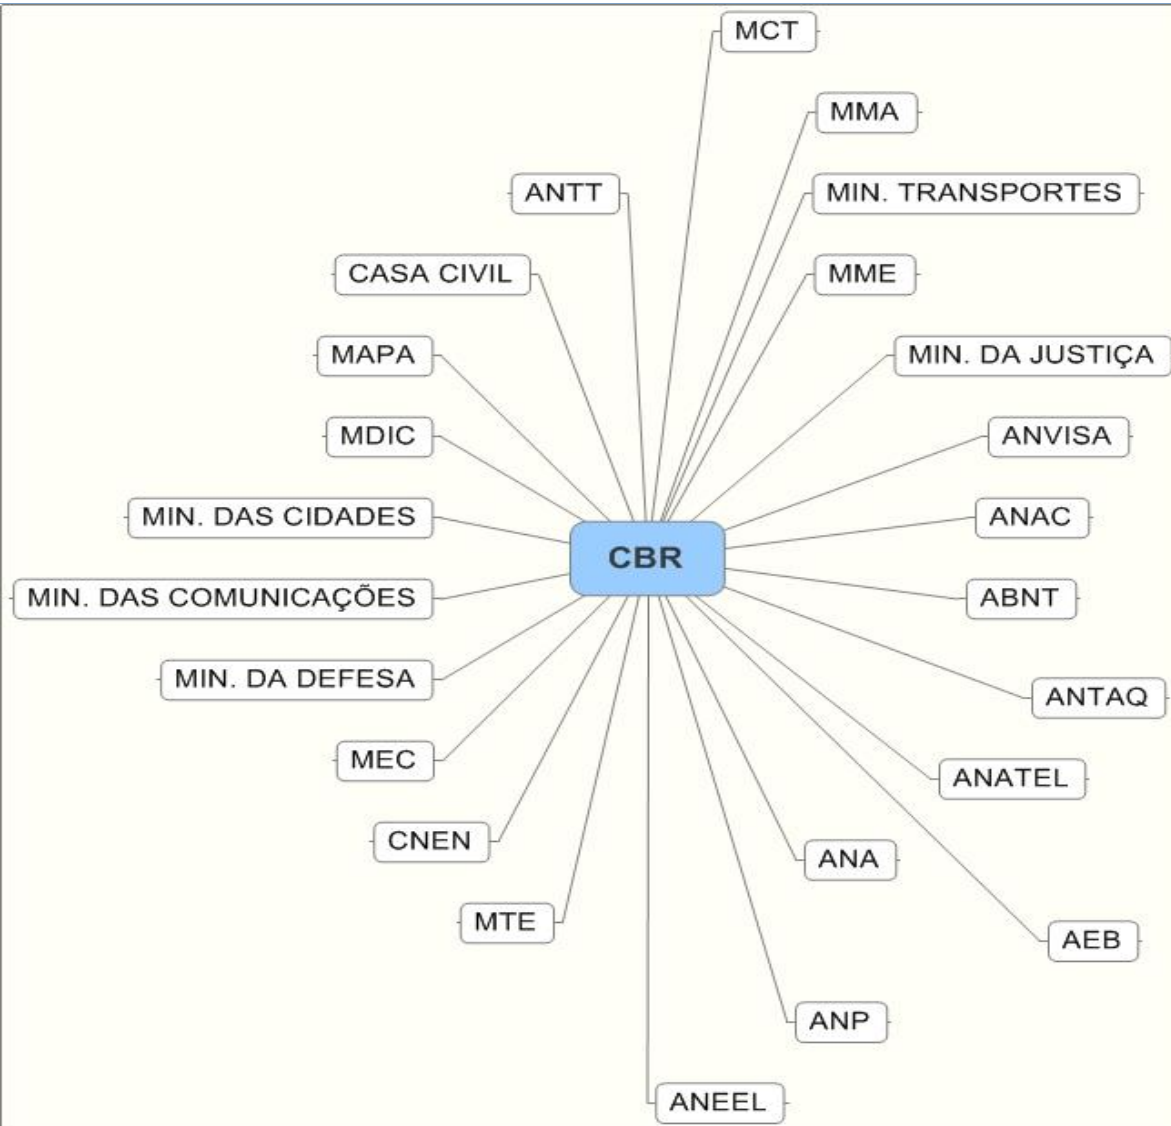 MCT
MMA
ANTT
MIN. TRANSPORTES
CASA CIVIL
MME
MAPA
MIN. DA JUSTIÇA
MDIC
ANVISA
MIN. DAS CIDADES
ANAC
CBR
MIN. DAS COMUNICAÇÕES
ABNT
MIN. DA DEFESA
ANTAQ
MEC
ANATEL
CNEN
ANA
MTE
AEB
ANP
ANEEL